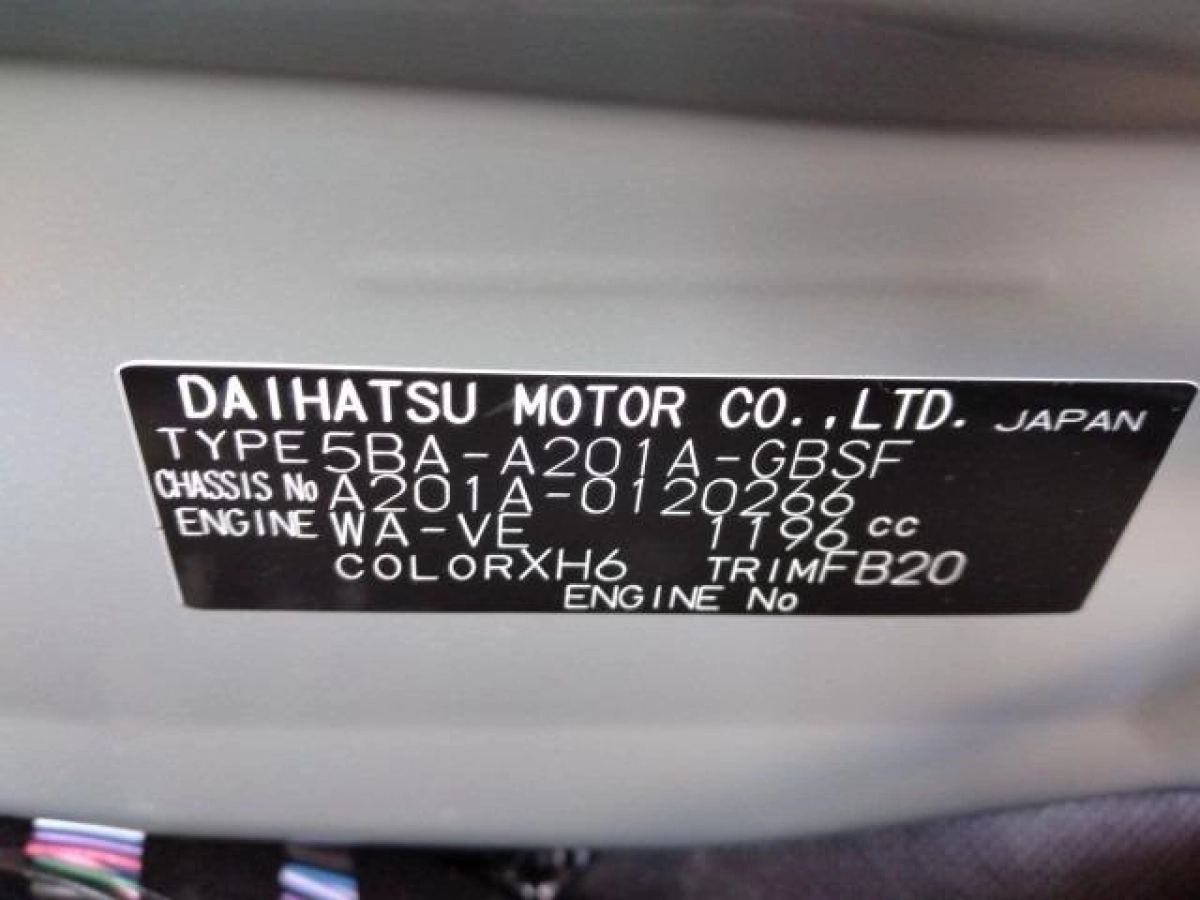 DAIHATSU MOTOR CO.,LTD. JAPAN
TYPE 5BA-A201A-GBSF
CHASSIS No A201A-0120266
ENGINE WA-VE 1196 cc
COLOR XH6 TRIM FB20
ENGINE No